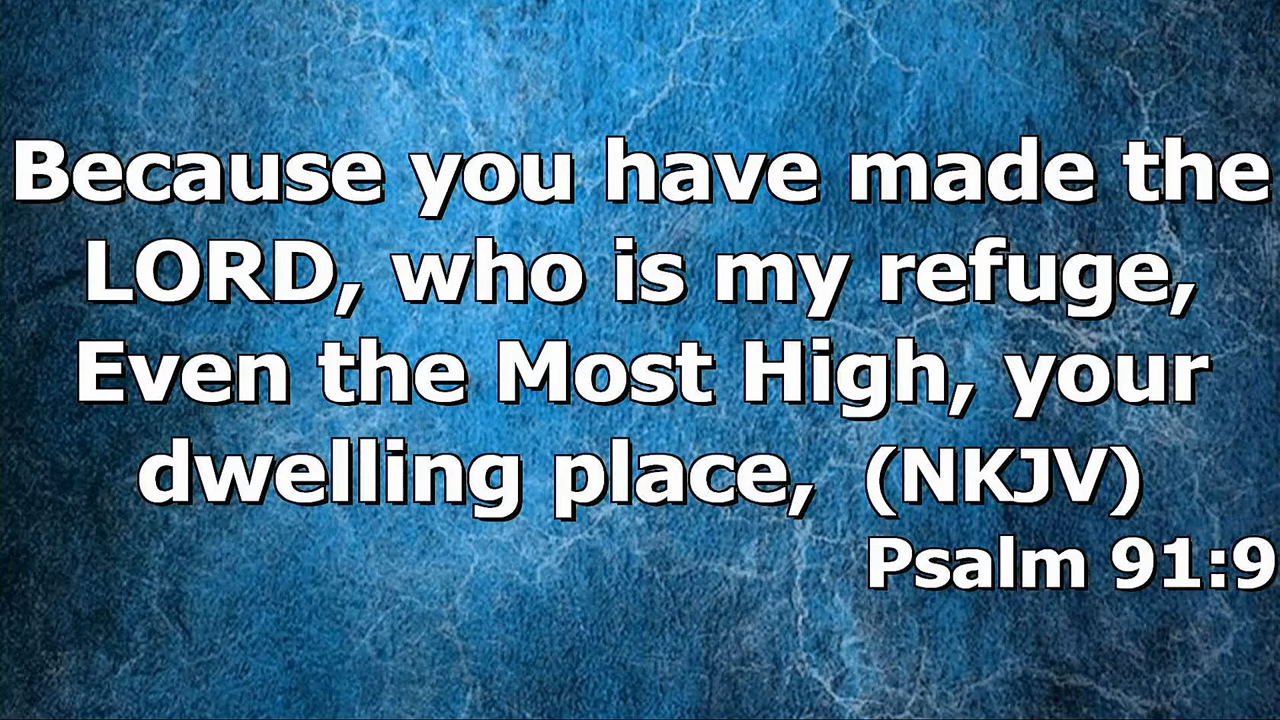 Because you have made the
LORD, who is my refuge,
Even the Most High, your
dwelling place, (NKJV)
Psalm 91:9